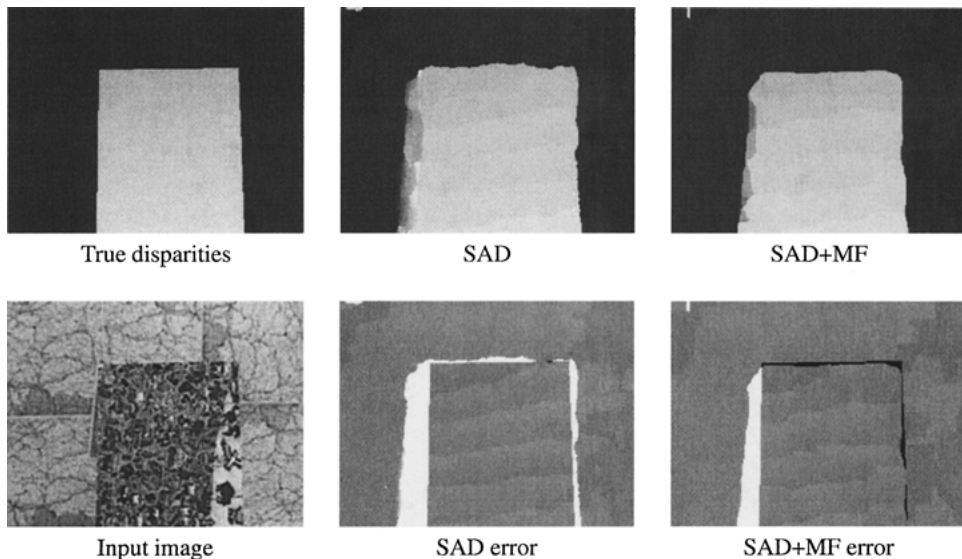 True disparities
SAD
SAD+MF
Input image
SAD error
SAD+MF error